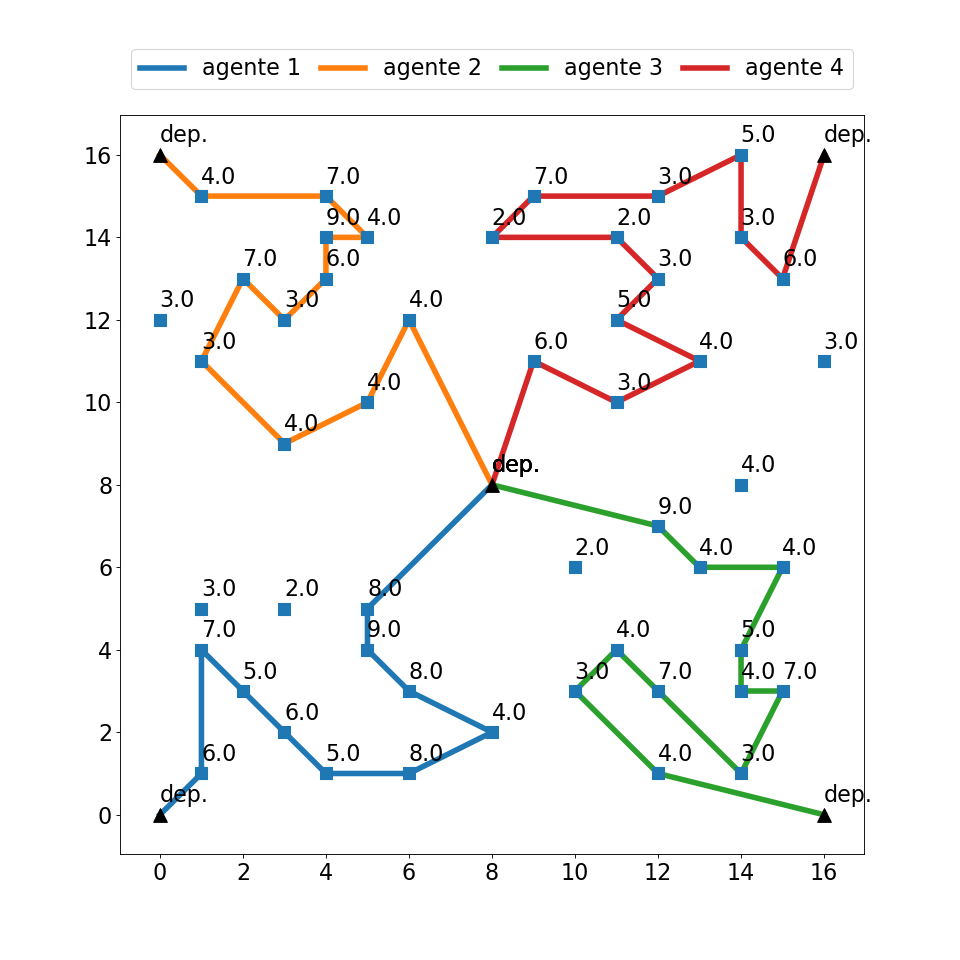 agente 1 agente 2 agente 3 agente 4
dep. 5.0 dep.
16
4.0 7.0 7.0 3.0
9.0 4.0 2.0 2.0 3.0
14
7.0 6.0 3.0 6.0
3.0 3.0 4.0 5.0
12
3.0 6.0 4.0 3.0
4.0 3.0
10
4.0
dep. 4.0
8
9.0
2.0 4.0 4.0
6
3.0 2.0 8.0
7.0 9.0 4.0 5.0
4
5.0 8.0 3.0 7.0 4.0 7.0
6.0 4.0
2
6.0 5.0 8.0 4.0 3.0
dep. dep.
0
0 2 4 6 8 10 12 14 16